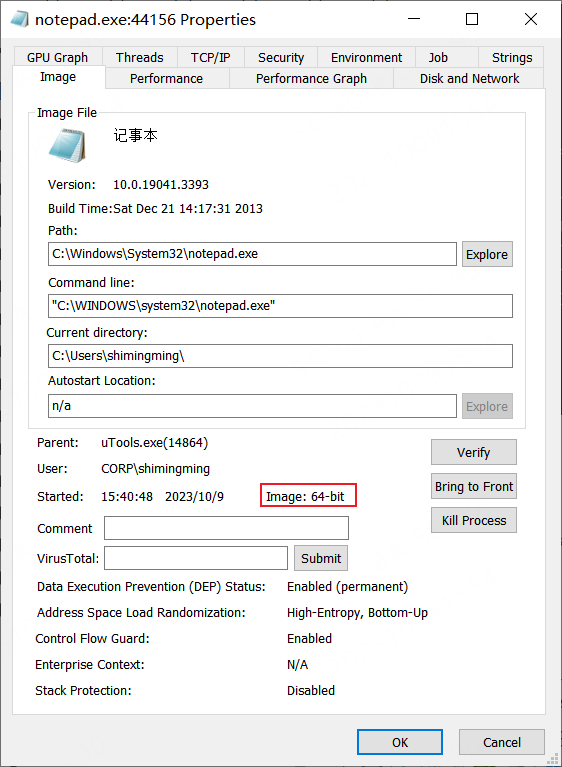 notepad.exe:44156 Properties
GPU Graph Threads TCP/IP Security Environment Job Strings
Image Performance Performance Graph Disk and Network
Image File
记事本
Version: 10.0.19041.3393
Build Time:Sat Dec 21 14:17:31 2013
Path:
C:\Windows\System32\notepad.exe Explore
Command line:
"C:\WINDOWS\system32\notepad.exe"
Current directory:
C:\Users\shimingming\
Autostart Location:
n/a Explore
Parent: uTools.exe(14864)
Verify
User: CORP\shimingming
Bring to Front
Started: 15:40:48 2023/10/9 Image: 64-bit
Kill Process
Comment
VirusTotal: Submit
Data Execution Prevention (DEP) Status: Enabled (permanent)
Address Space Load Randomization: High-Entropy, Bottom-Up
Control Flow Guard: Enabled
Enterprise Context: N/A
Stack Protection: Disabled
OK Cancel